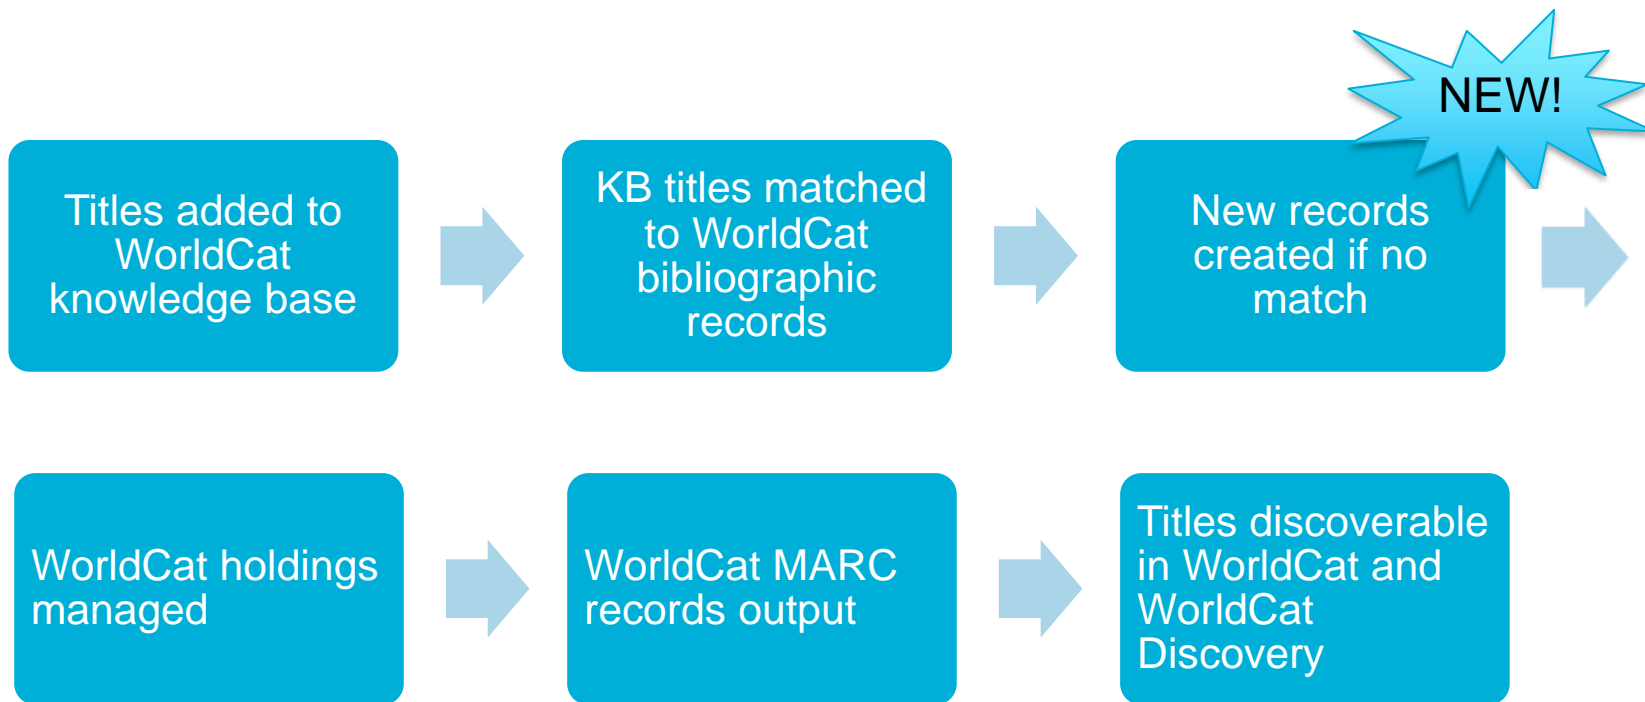 NEW!
Titles added to
WorldCat
knowledge base
KB titles matched
to WorldCat
bibliographic
records
New records
created if no
match
WorldCat holdings
managed
WorldCat MARC
records output
Titles discoverable
in WorldCat and
WorldCat
Discovery